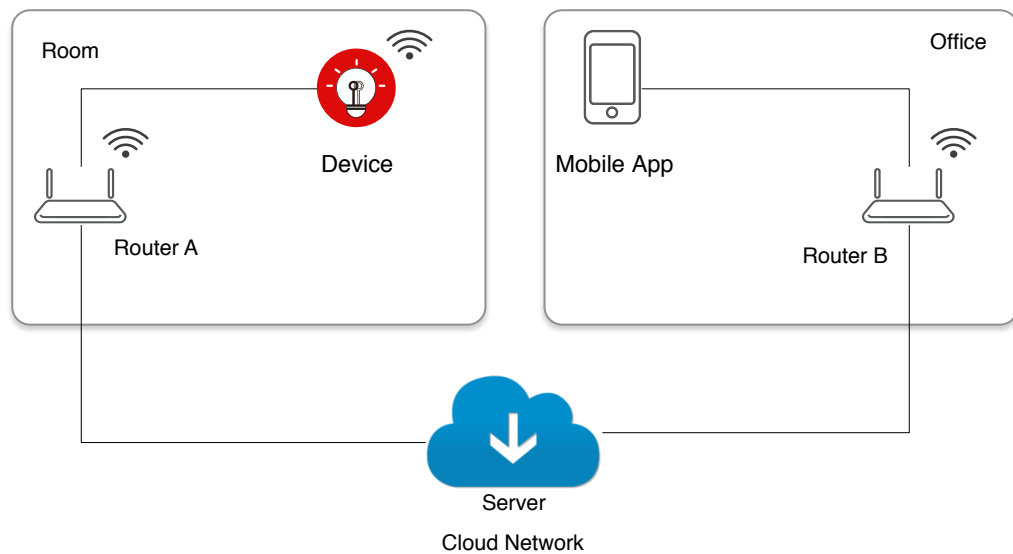 Room
Office
Device
Mobile App
Router A
Router B
Server
Cloud Network